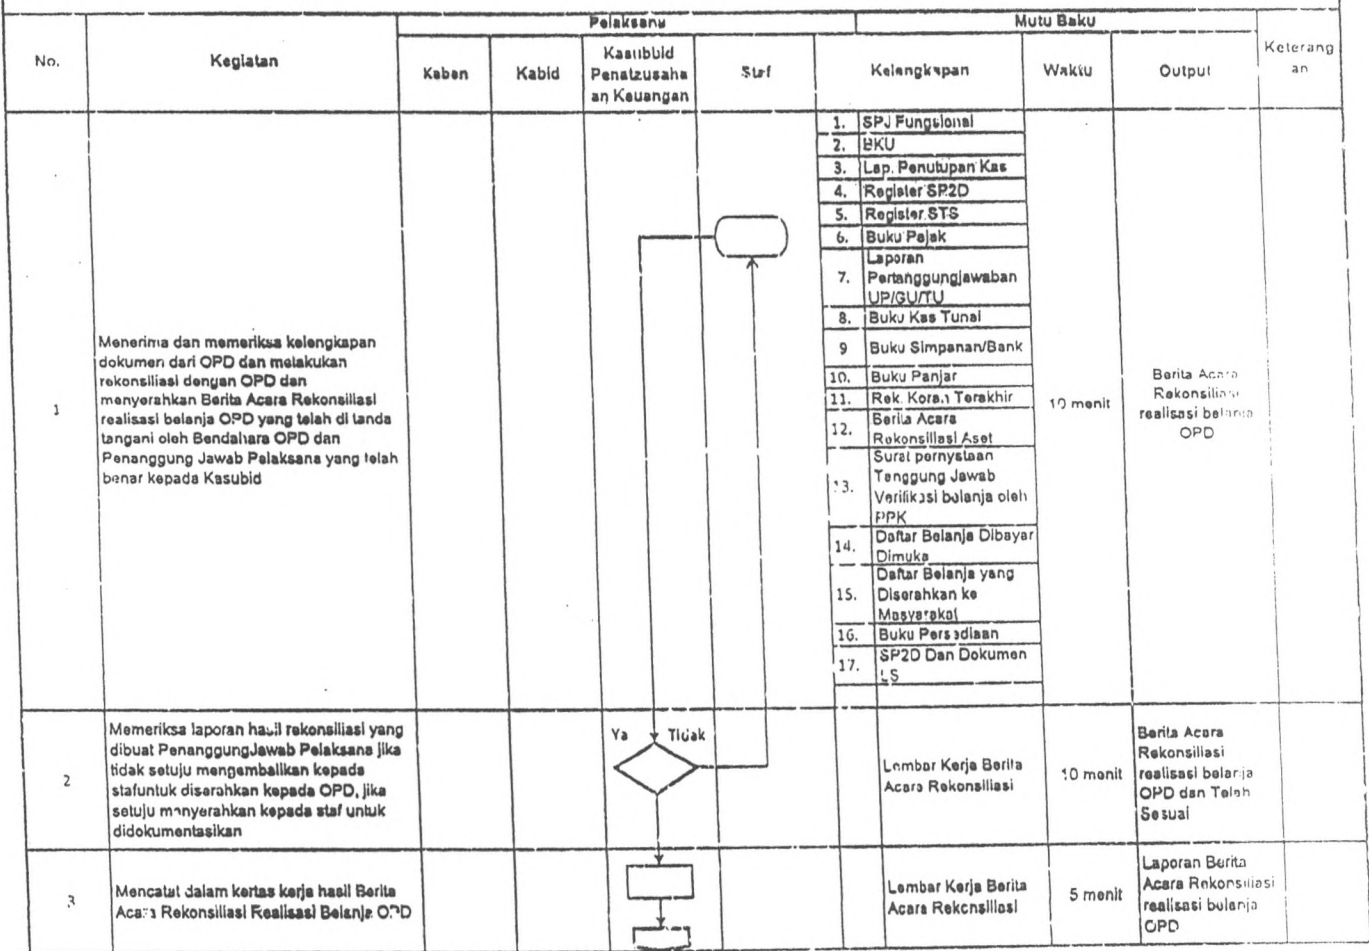 Pelaksana
Mutu Baku
No.
Kegiatan
Kaban
Kabid
Kasubbid
Penatausaha
an Keuangan
Staf
Kelengkapan
Waktu
Output
Keterang
an
1
Menerima dan memeriksa kelengkapan
dokumen dari OPD dan melakukan
rekonsiliasi dengan OPD dan
menyerahkan Berita Acara Rekonsiliasi
realisasi belanja OPD yang telah di tanda
tangani oleh Bendahara OPD dan
Penanggung Jawab Pelaksana yang telah
benar kepada Kasubid
1. SPJ Fungsional
2. BKU
3. Lap. Penutupan Kas
4. Register SP2D
5. Register STS
6. Buku Pajak
7. Laporan
Pertanggungjawaban
UP/GU/TU
8. Buku Kas Tunai
9 Buku Simpanan/Bank
10. Buku Panjar
11. Rek. Koran Terakhir
12. Berita Acara
Rekonsiliasi Aset
13. Surat pernystaan
Tanggung Jawab
Verifikasi belanja oleh
PPK
14. Daftar Belanja Dibayar
Dimuka
15. Daftar Belanja yang
Diserahkan ke
Masyarakat
16. Buku Persediaan
17. SP2D Dan Dokumen
LS
10 menit
Berita Acara
Rekonsiliasi
realisasi belanja
OPD
2
Memeriksa laporan hasil rekonsiliasi yang
dibuat PenanggungJawab Pelaksana jika
tidak setuju mengembalikan kepada
stafuntuk diserahkan kepada OPD, jika
setuju menyerahkan kepada staf untuk
didokumentasikan
Ya
Tidak
Lembar Kerja Berita
Acara Rekonsiliasi
10 menit
Berita Acara
Rekonsiliasi
realisasi belanja
OPD dan Telah
Sesuai
3
Mencatat dalam kertas kerja hasil Berita
Acara Rekonsiliasi Realisasi Belanja OPD
Lembar Kerja Berita
Acara Rekonsiliasi
5 menit
Laporan Berita
Acara Rekonsiliasi
realisasi belanja
OPD